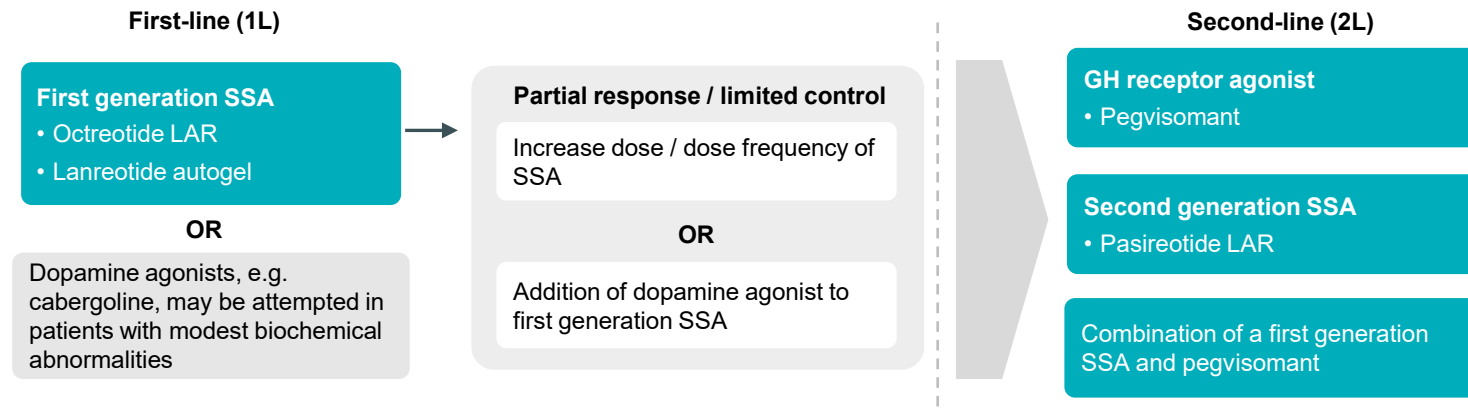 First-line (1L)
First generation SSA
• Octreotide LAR
• Lanreotide autogel
OR
Dopamine agonists, e.g.
cabergoline, may be attempted in
patients with modest biochemical
abnormalities
Partial response / limited control
Increase dose / dose frequency of
SSA
OR
Addition of dopamine agonist to
first generation SSA
Second-line (2L)
GH receptor agonist
• Pegvisomant
Second generation SSA
• Pasireotide LAR
Combination of a first generation
SSA and pegvisomant